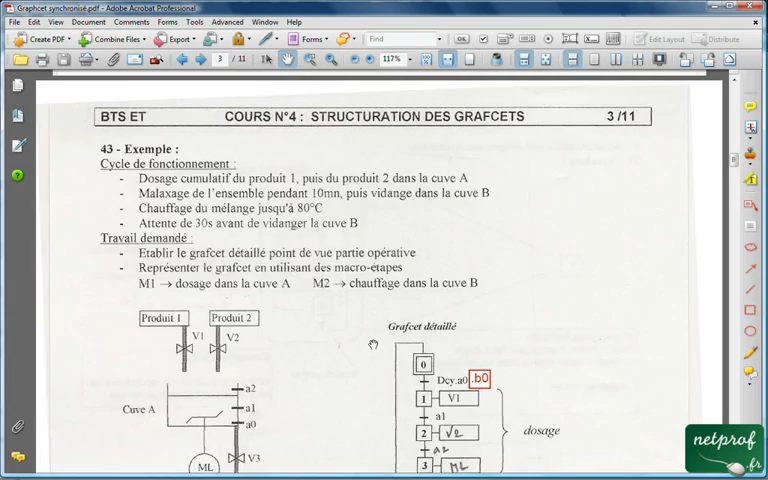 Graphcet synchronisé.pdf - Adobe Acrobat Professional
File Edit View Document Comments Forms Tools Advanced Window Help
Create PDF Combine Files Export Forms Find OK Edit Layout Distribute
3 / 11 117%
BTS ET COURS N°4 : STRUCTURATION DES GRAFCETS 3 /11
43 - Exemple :
Cycle de fonctionnement :
- Dosage cumulatif du produit 1, puis du produit 2 dans la cuve A
- Malaxage de l'ensemble pendant 10mn, puis vidange dans la cuve B
- Chauffage du mélange jusqu'à 80°C
- Attente de 30s avant de vidanger la cuve B
Travail demandé :
- Etablir le grafcet détaillé point de vue partie opérative
- Représenter le grafcet en utilisant des macro-étapes
M1 → dosage dans la cuve A M2 → chauffage dans la cuve B
Produit 1 Produit 2
V1 V2
Grafcet détaillé
0
Dcy.a0 .b0
a2
1 V1
Cuve A a1
a1
a0
2 V2 dosage
a2
V3
ML
3 ML
netprof
.fr